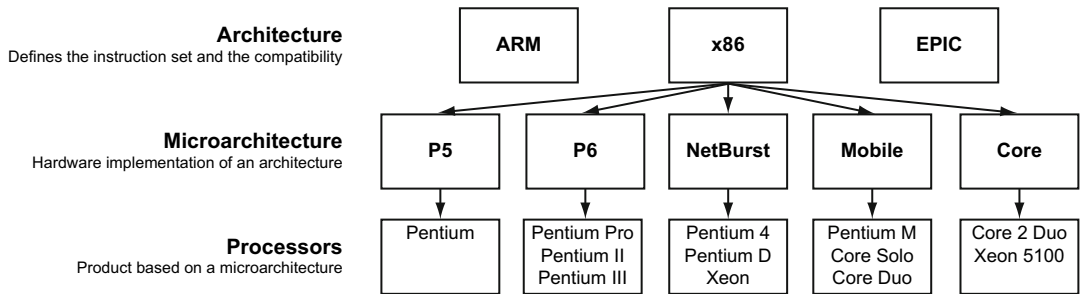 Architecture
Defines the instruction set and the compatibility
ARM
x86
EPIC
Microarchitecture
Hardware implementation of an architecture
P5
P6
NetBurst
Mobile
Core
Processors
Product based on a microarchitecture
Pentium
Pentium Pro
Pentium II
Pentium III
Pentium 4
Pentium D
Xeon
Pentium M
Core Solo
Core Duo
Core 2 Duo
Xeon 5100